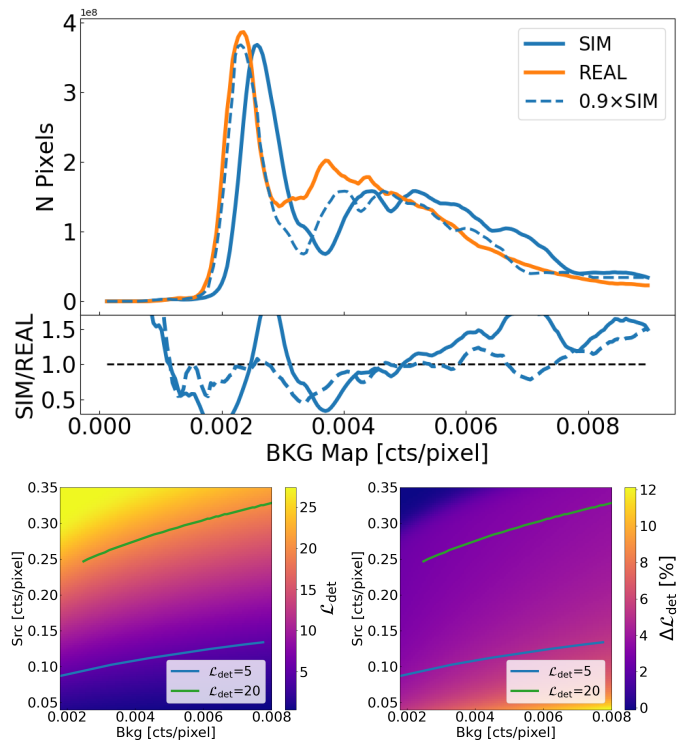 1e8
4
3
2
1
0
N Pixels
SIM
REAL
0.9×SIM
1.5
1.0
0.5
SIM/REAL
0.000 0.002 0.004 0.006 0.008
BKG Map [cts/pixel]
0.35
0.30
0.25
0.20
0.15
0.10
0.05
Src [cts/pixel]
ℒdet=5
ℒdet=20
0.002 0.004 0.006 0.008
Bkg [cts/pixel]
25
20
15
10
5
ℒdet
0.35
0.30
0.25
0.20
0.15
0.10
0.05
Src [cts/pixel]
ℒdet=5
ℒdet=20
0.002 0.004 0.006 0.008
Bkg [cts/pixel]
12
10
8
6
4
2
0
Δℒdet [%]